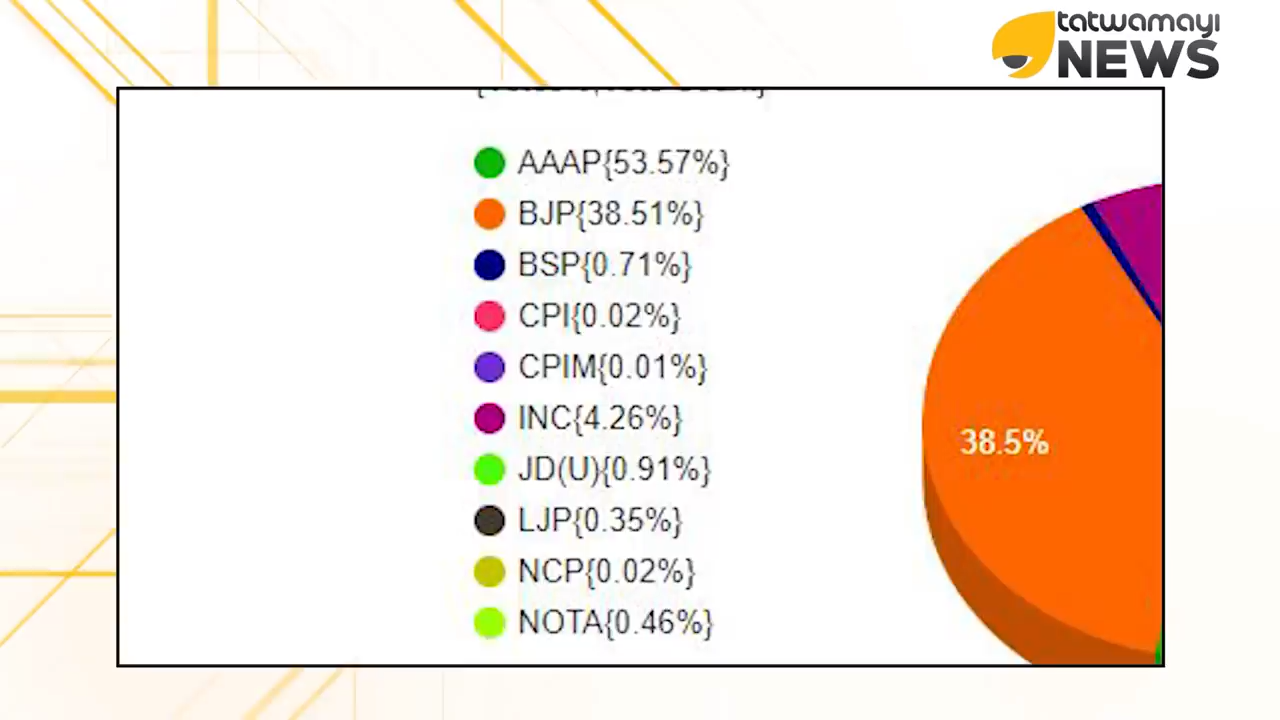 tatwamayi
NEWS
AAAP{53.57%}
BJP{38.51%}
BSP{0.71%}
CPI{0.02%}
CPIM{0.01%}
INC{4.26%}
JD(U){0.91%}
LJP{0.35%}
NCP{0.02%}
NOTA{0.46%}
38.5%